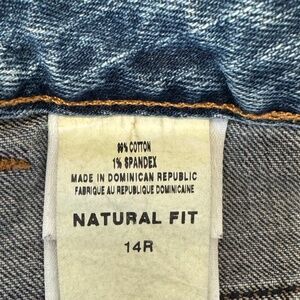 99% COTTON
1% SPANDEX
MADE IN DOMINICAN REPUBLIC
FABRIQUE AU REPUBLIQUE DOMINICAINE
NATURAL FIT
14R